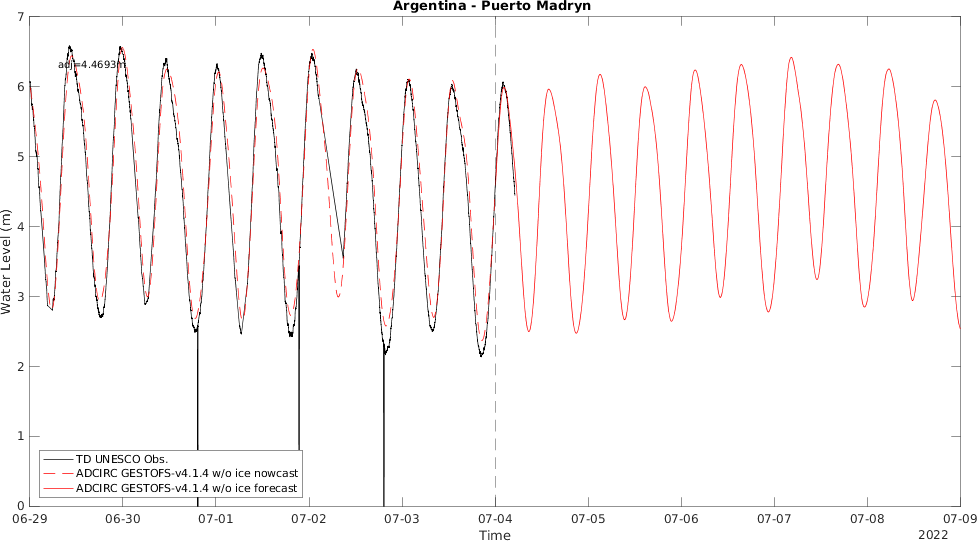 Argentina - Puerto Madryn
7
adj=4.4693m
6
5
4
3
2
1
0
Water Level (m)
TD UNESCO Obs.
ADCIRC GESTOFS-v4.1.4 w/o ice nowcast
ADCIRC GESTOFS-v4.1.4 w/o ice forecast
06-29 06-30 07-01 07-02 07-03 07-04 07-05 07-06 07-07 07-08 07-09
Time
2022